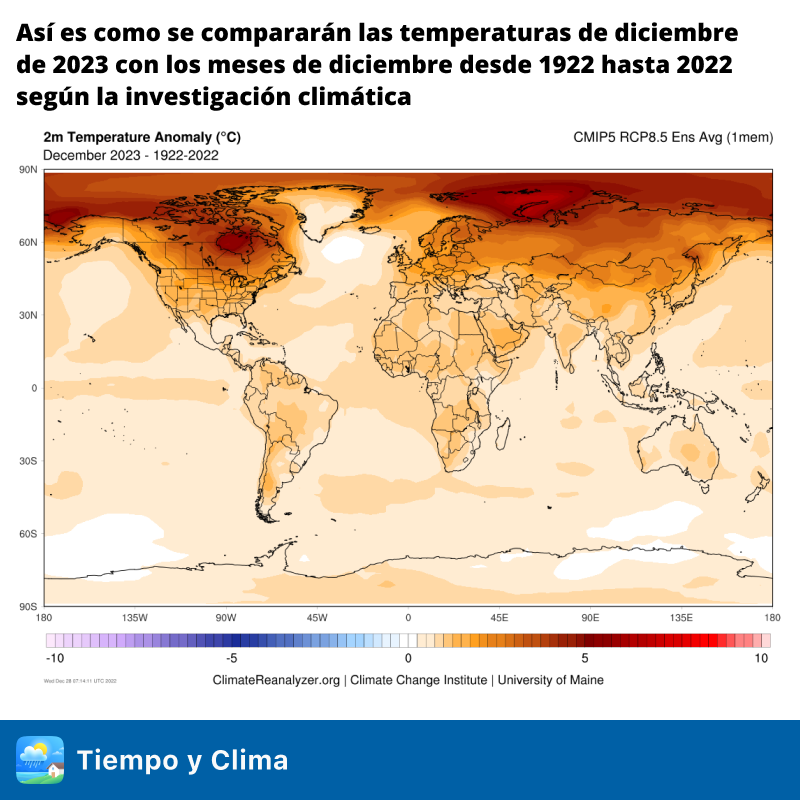 Así es como se compararán las temperaturas de diciembre
de 2023 con los meses de diciembre desde 1922 hasta 2022
según la investigación climática
2m Temperature Anomaly (°C)
CMIP5 RCP8.5 Ens Avg (1mem)
December 2023 - 1922-2022
90N
60N
30N
0
30S
60S
90S
180
135W
90W
45W
0
45E
90E
135E
180
-10
-5
0
5
10
Wed Dec 28 07:14:11 UTC 2022
ClimateReanalyzer.org | Climate Change Institute | University of Maine
Tiempo y Clima